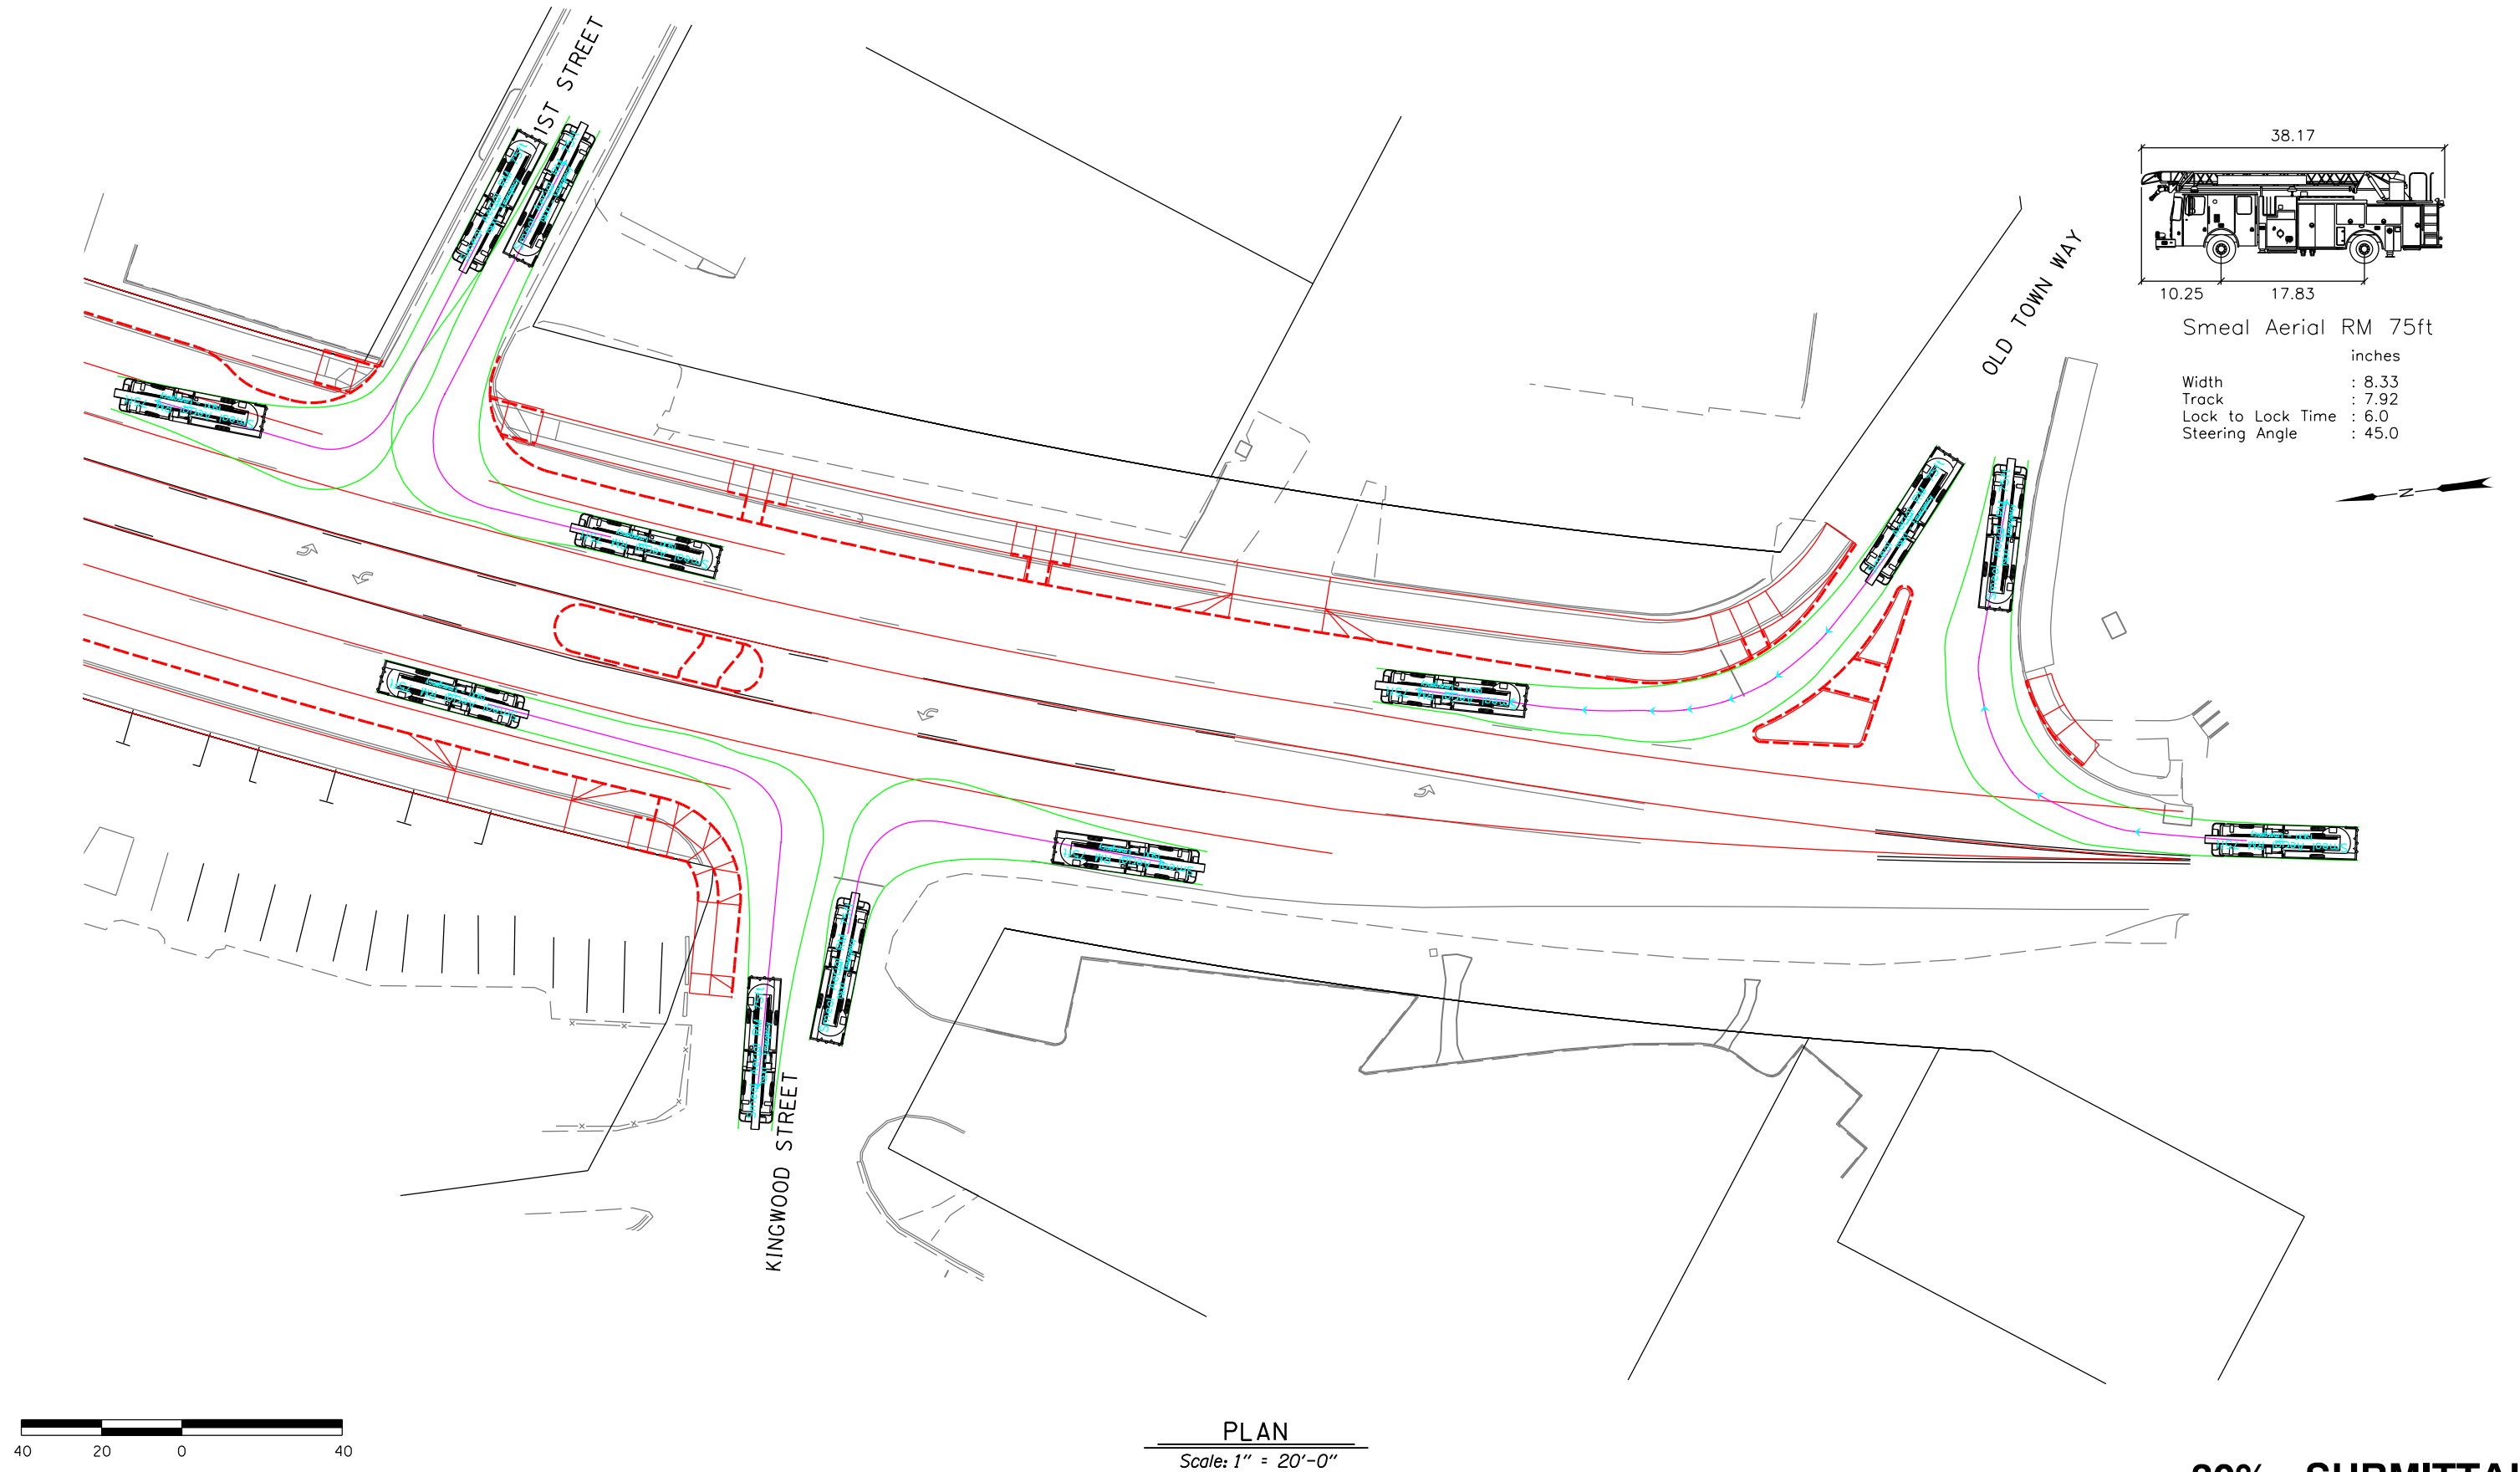 1ST STREET
38.17
10.25 17.83
Smeal Aerial RM 75ft
inches
Width : 8.33
Track : 7.92
Lock to Lock Time : 6.0
Steering Angle : 45.0
OLD TOWN WAY
N
KINGWOOD STREET
40 20 0 40
PLAN
Scale: 1" = 20'-0"